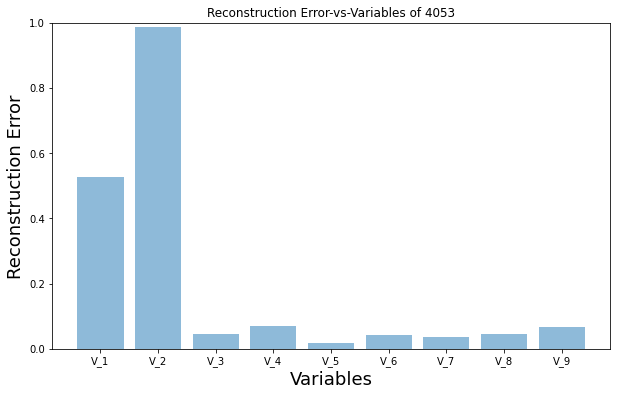 Reconstruction Error-vs-Variables of 4053
Reconstruction Error
1.0
0.8
0.6
0.4
0.2
0.0
V_1 V_2 V_3 V_4 V_5 V_6 V_7 V_8 V_9
Variables